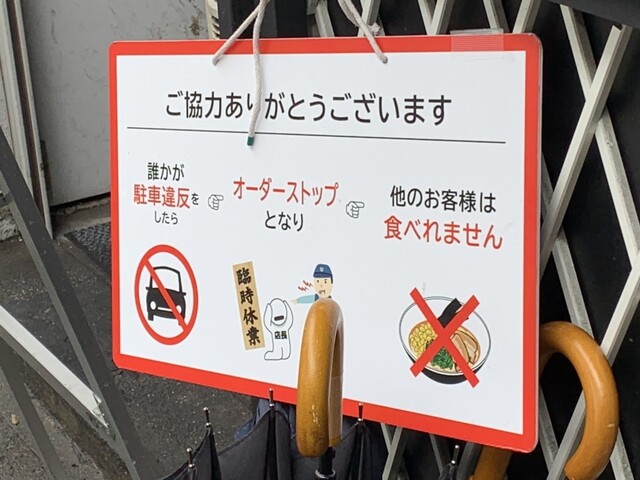 ご協力ありがとうございます
誰かが
駐車違反を
したら
☞
オーダーストップ
となり
☞
他のお客様は
食べれません
臨時休業
店長